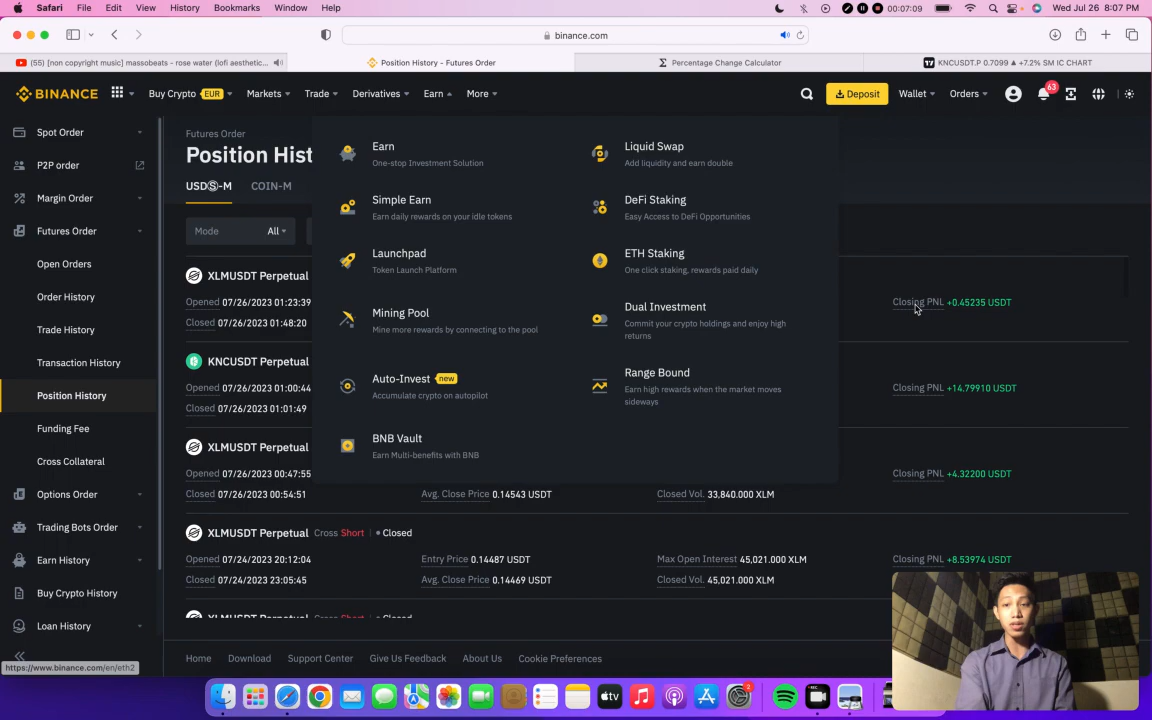 Safari File Edit View History Bookmarks Window Help
00:07:09
Wed Jul 26 8:07 PM
binance.com
(55) [non copyright music] massobeats - rose water (lofi aesthetic...
Position History - Futures Order
Percentage Change Calculator
KNCUSDT.P 0.7099 ▲ +7.2% SM IC CHART
BINANCE
Buy Crypto EUR
Markets
Trade
Derivatives
Earn
More
Deposit
Wallet
Orders
63
Spot Order
P2P order
Margin Order
Futures Order
Open Orders
Order History
Trade History
Transaction History
Position History
Funding Fee
Cross Collateral
Options Order
Trading Bots Order
Earn History
Buy Crypto History
Loan History
https://www.binance.com/en/eth2
Futures Order
Position Hist
USDⓈ-M COIN-M
Mode All
Earn
One-stop Investment Solution
Simple Earn
Earn daily rewards on your idle tokens
Launchpad
Token Launch Platform
Mining Pool
Mine more rewards by connecting to the pool
Auto-Invest new
Accumulate crypto on autopilot
BNB Vault
Earn Multi-benefits with BNB
Liquid Swap
Add liquidity and earn double
DeFi Staking
Easy Access to DeFi Opportunities
ETH Staking
One click staking, rewards paid daily
Dual Investment
Commit your crypto holdings and enjoy high
returns
Range Bound
Earn high rewards when the market moves
sideways
XLMUSDT Perpetual
Opened 07/26/2023 01:23:39
Closing PNL +0.45235 USDT
Closed 07/26/2023 01:48:20
KNCUSDT Perpetual
Opened 07/26/2023 01:00:44
Closing PNL +14.79910 USDT
Closed 07/26/2023 01:01:49
XLMUSDT Perpetual
Opened 07/26/2023 00:47:55
Closing PNL +4.32200 USDT
Closed 07/26/2023 00:54:51
Avg. Close Price 0.14543 USDT
Closed Vol. 33,840.000 XLM
XLMUSDT Perpetual Cross Short Closed
Opened 07/24/2023 20:12:04
Entry Price 0.14487 USDT
Max Open Interest 45,021.000 XLM
Closing PNL +8.53974 USDT
Closed 07/24/2023 23:05:45
Avg. Close Price 0.14469 USDT
Closed Vol. 45,021.000 XLM
XLMUSDT Perpetual Cross Short Closed
Home Download Support Center Give Us Feedback About Us Cookie Preferences
tv
2